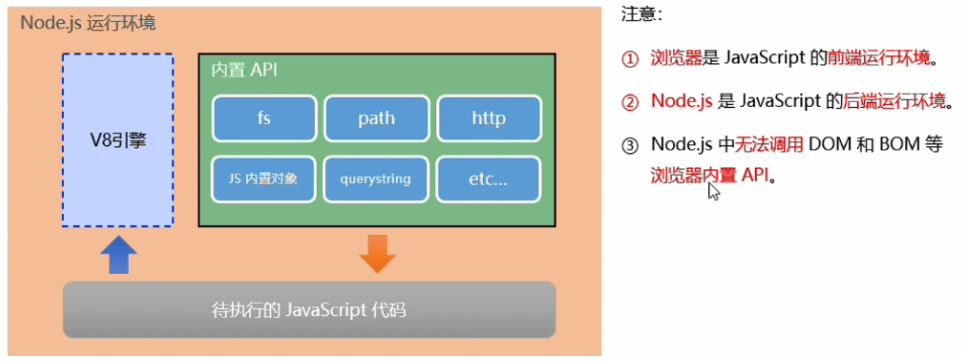 Node.js 运行环境
V8引擎
内置 API
fs
path
http
JS 内置对象
querystring
etc...
待执行的 JavaScript 代码
注意：
① 浏览器是 JavaScript 的前端运行环境。
② Node.js 是 JavaScript 的后端运行环境。
③ Node.js 中无法调用 DOM 和 BOM 等
浏览器内置 API。